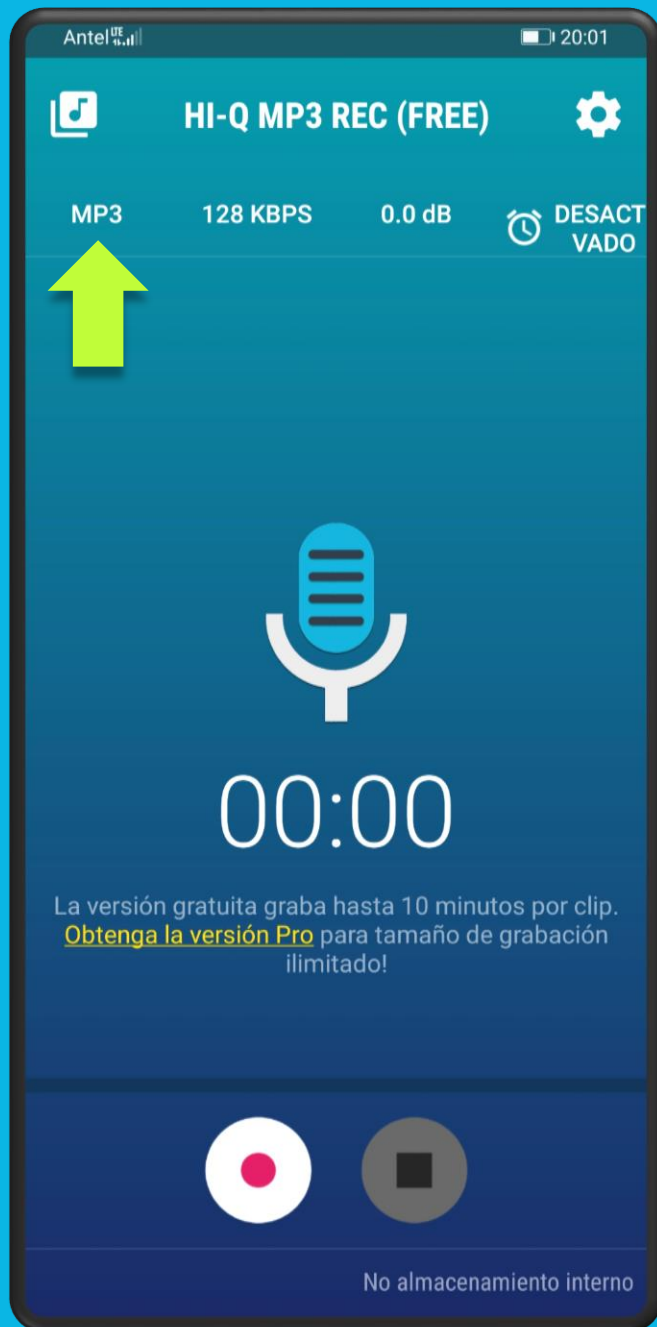 Antel LTE 20:01
HI-Q MP3 REC (FREE)
MP3 128 KBPS 0.0 dB DESACT
VADO
00:00
La versión gratuita graba hasta 10 minutos por clip.
Obtenga la versión Pro para tamaño de grabación
ilimitado!
No almacenamiento interno